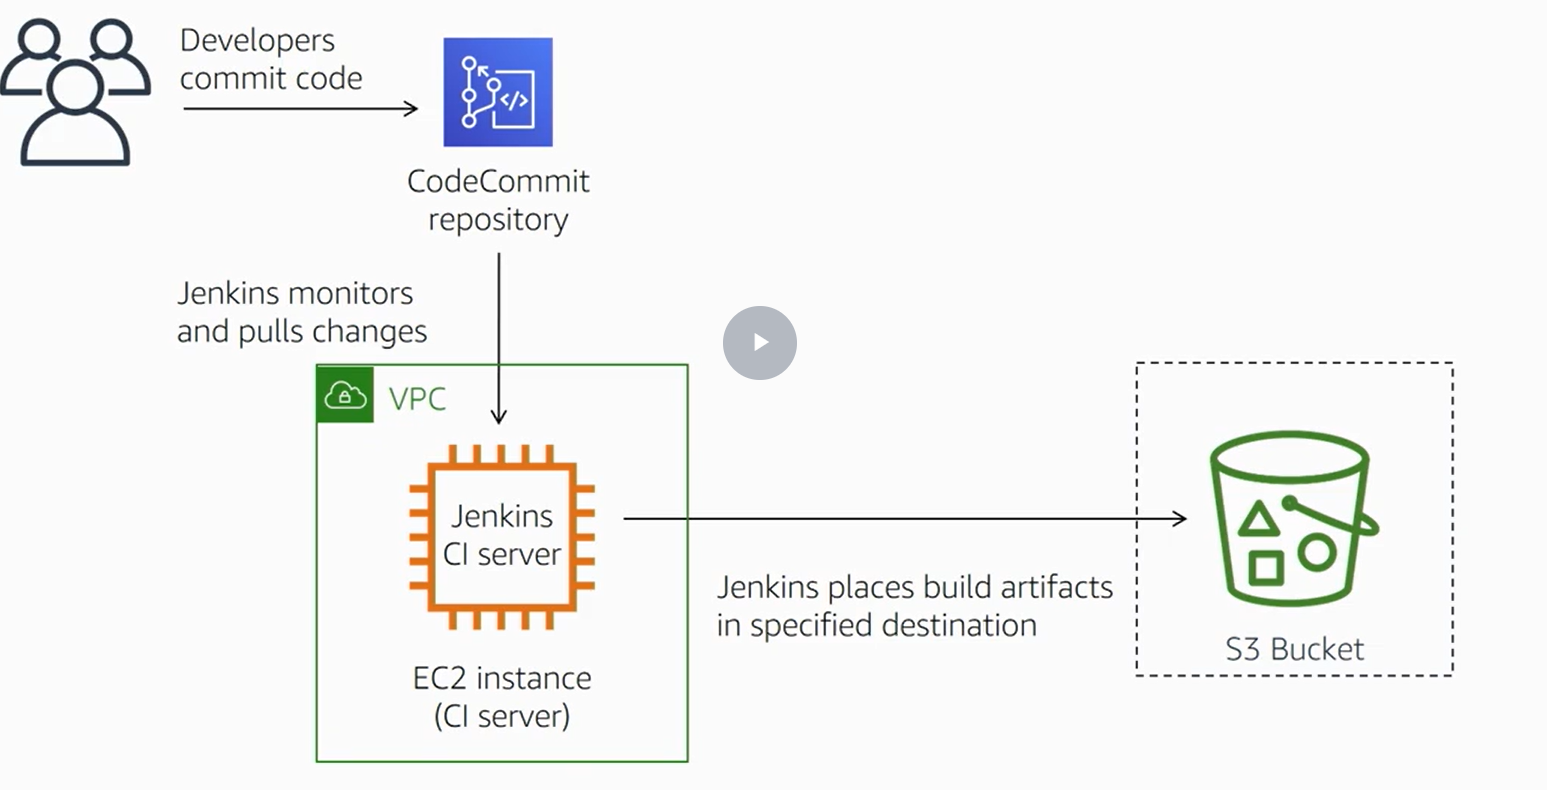 Developers
commit code
</>
CodeCommit
repository
Jenkins monitors
and pulls changes
VPC
Jenkins
CI server
EC2 instance
(CI server)
Jenkins places build artifacts
in specified destination
S3 Bucket